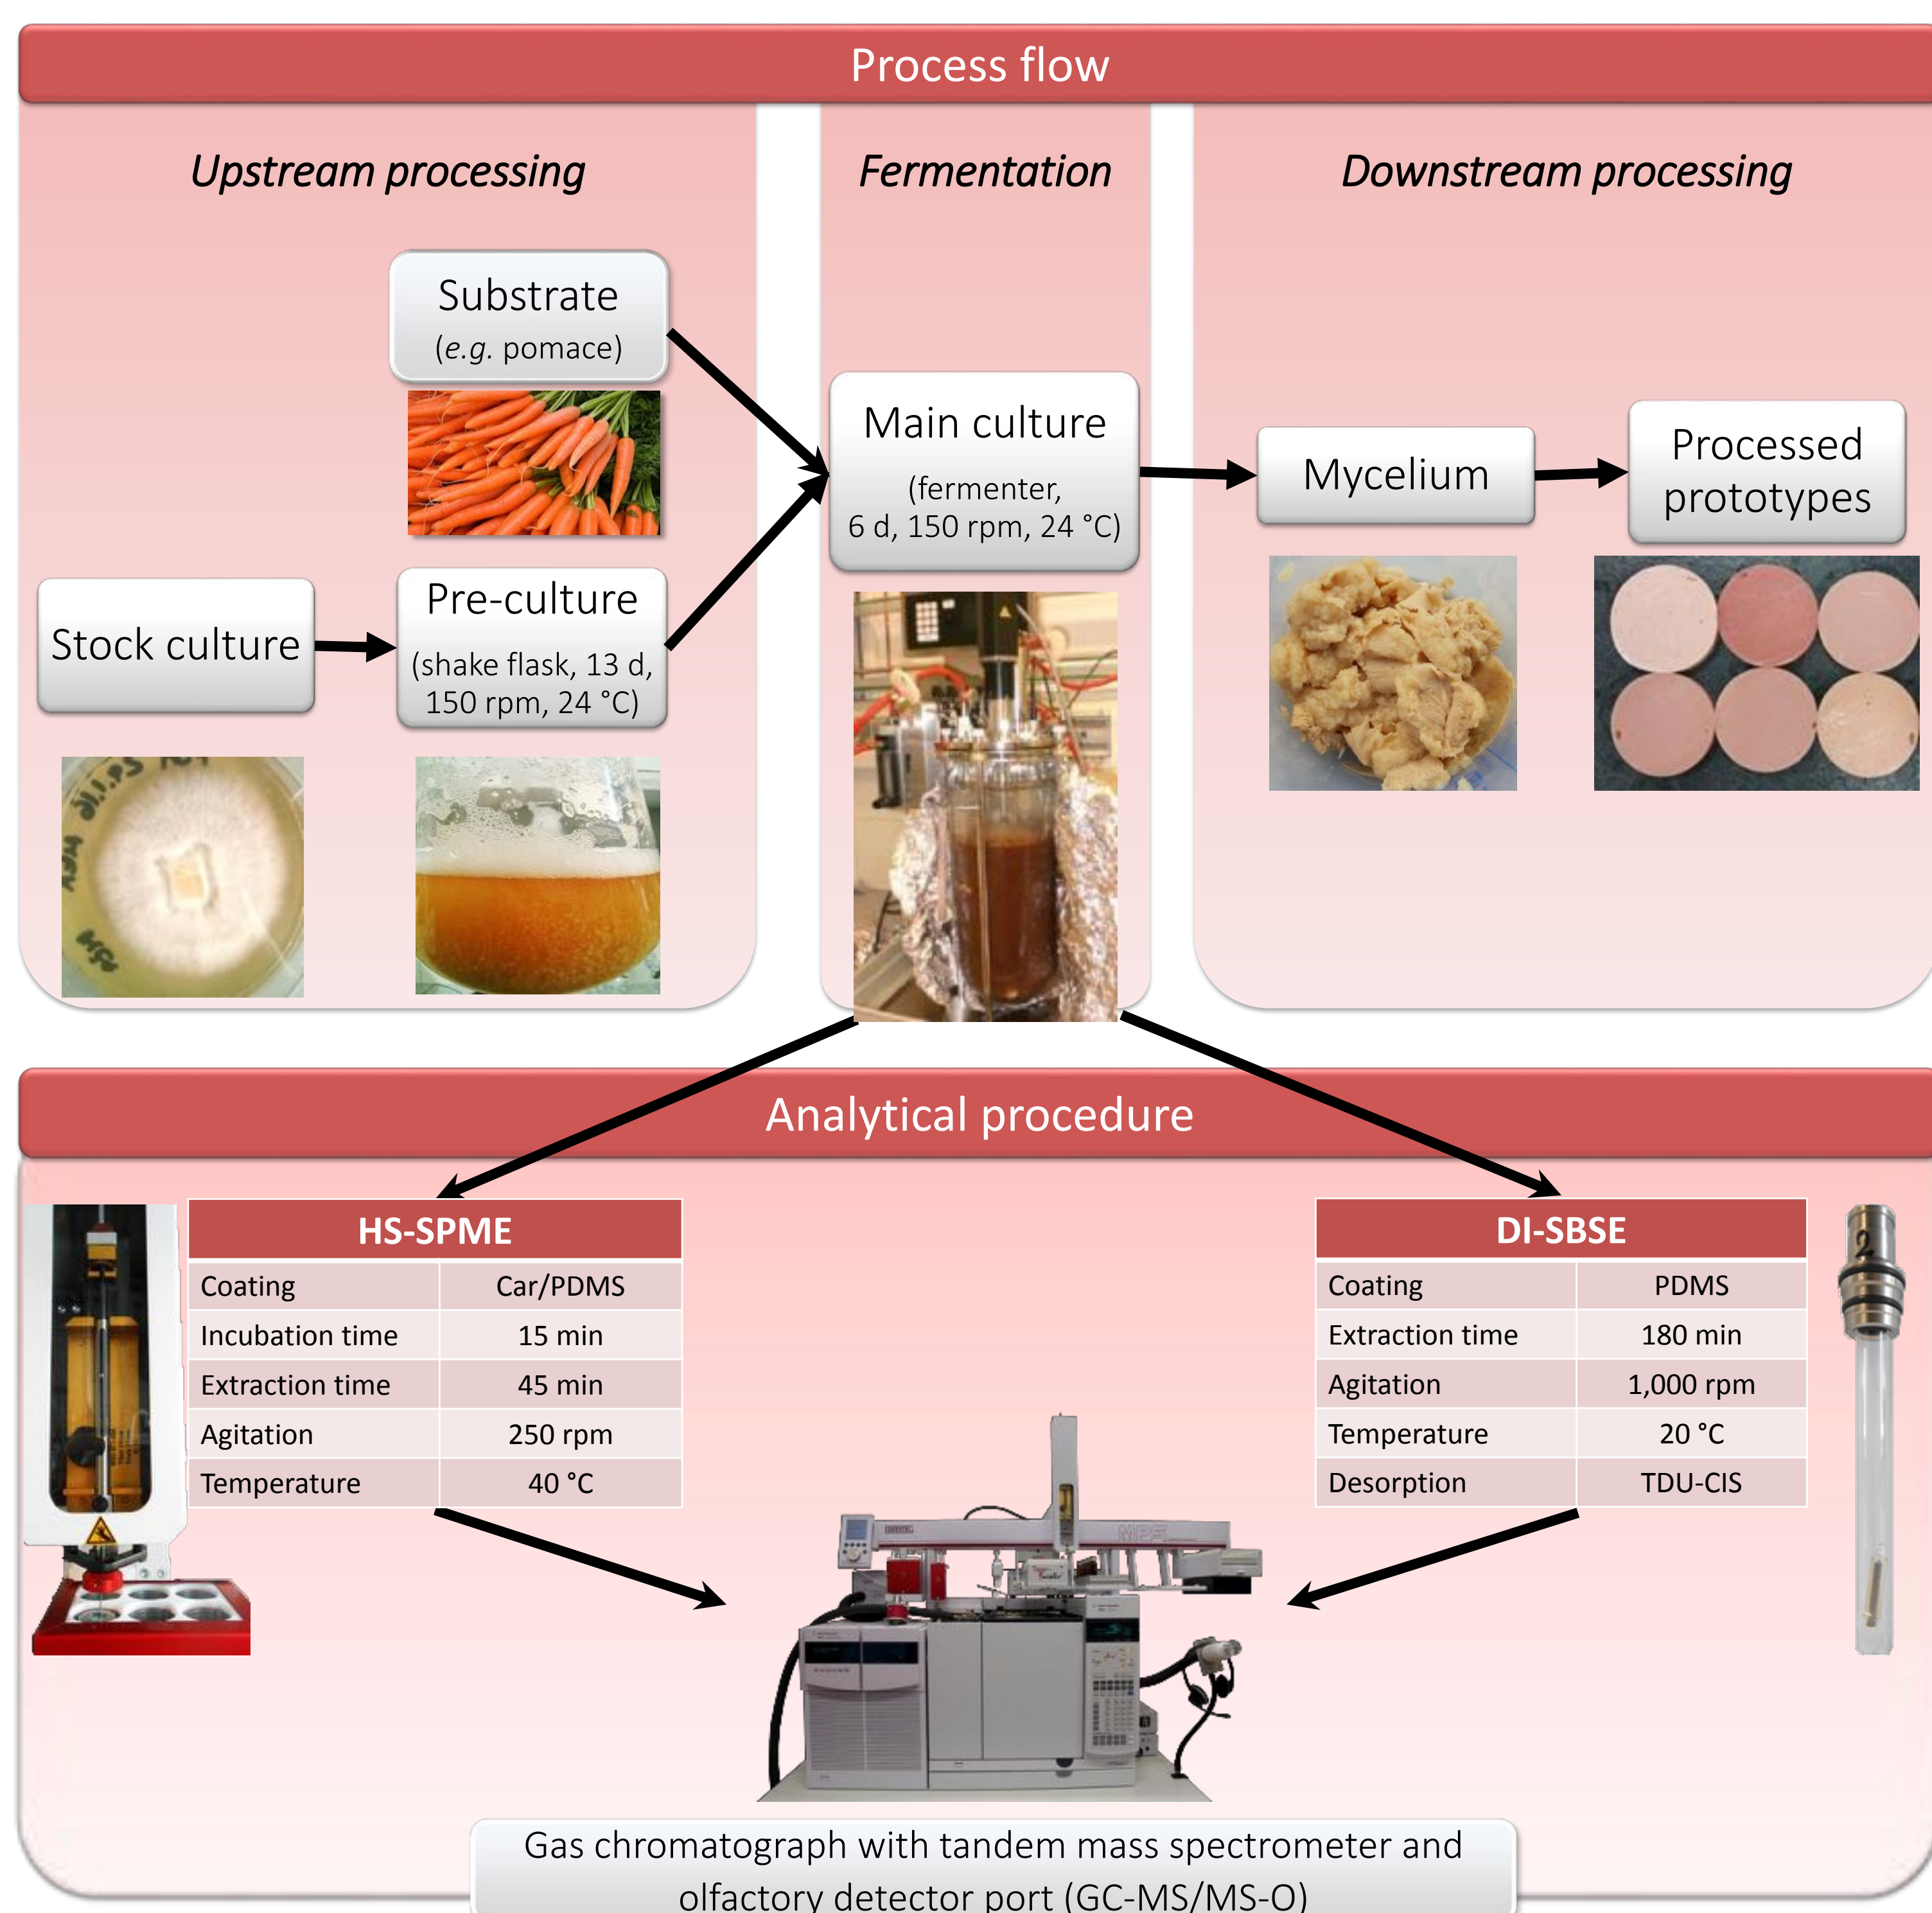 Process flow
Upstream processing
Fermentation
Downstream processing
Substrate
(e.g. pomace)
Stock culture
Pre-culture
(shake flask, 13 d,
150 rpm, 24 °C)
Main culture
(fermenter,
6 d, 150 rpm, 24 °C)
Mycelium
Processed
prototypes
Analytical procedure
HS-SPME
Coating Car/PDMS
Incubation time 15 min
Extraction time 45 min
Agitation 250 rpm
Temperature 40 °C
DI-SBSE
Coating PDMS
Extraction time 180 min
Agitation 1,000 rpm
Temperature 20 °C
Desorption TDU-CIS
2
MPS
Gas chromatograph with tandem mass spectrometer and
olfactory detector port (GC-MS/MS-O)